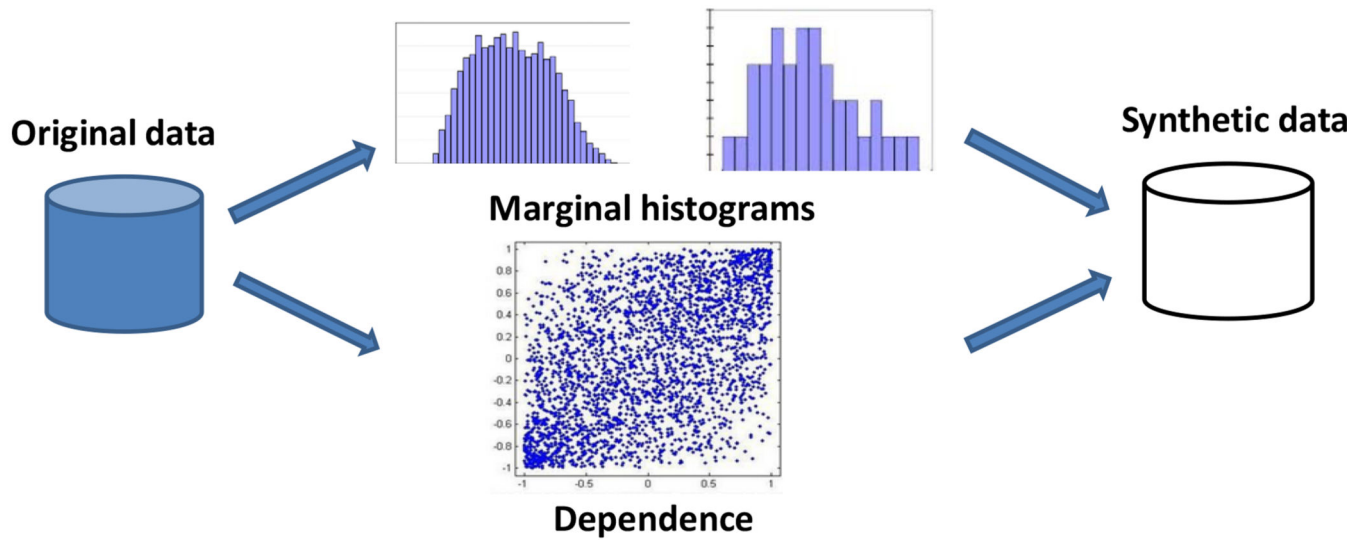 Original data
Synthetic data
Marginal histograms
1
0.8
0.6
0.4
0.2
0
-0.2
-0.4
-0.6
-0.8
-1
-1 -0.5 0 0.5 1
Dependence